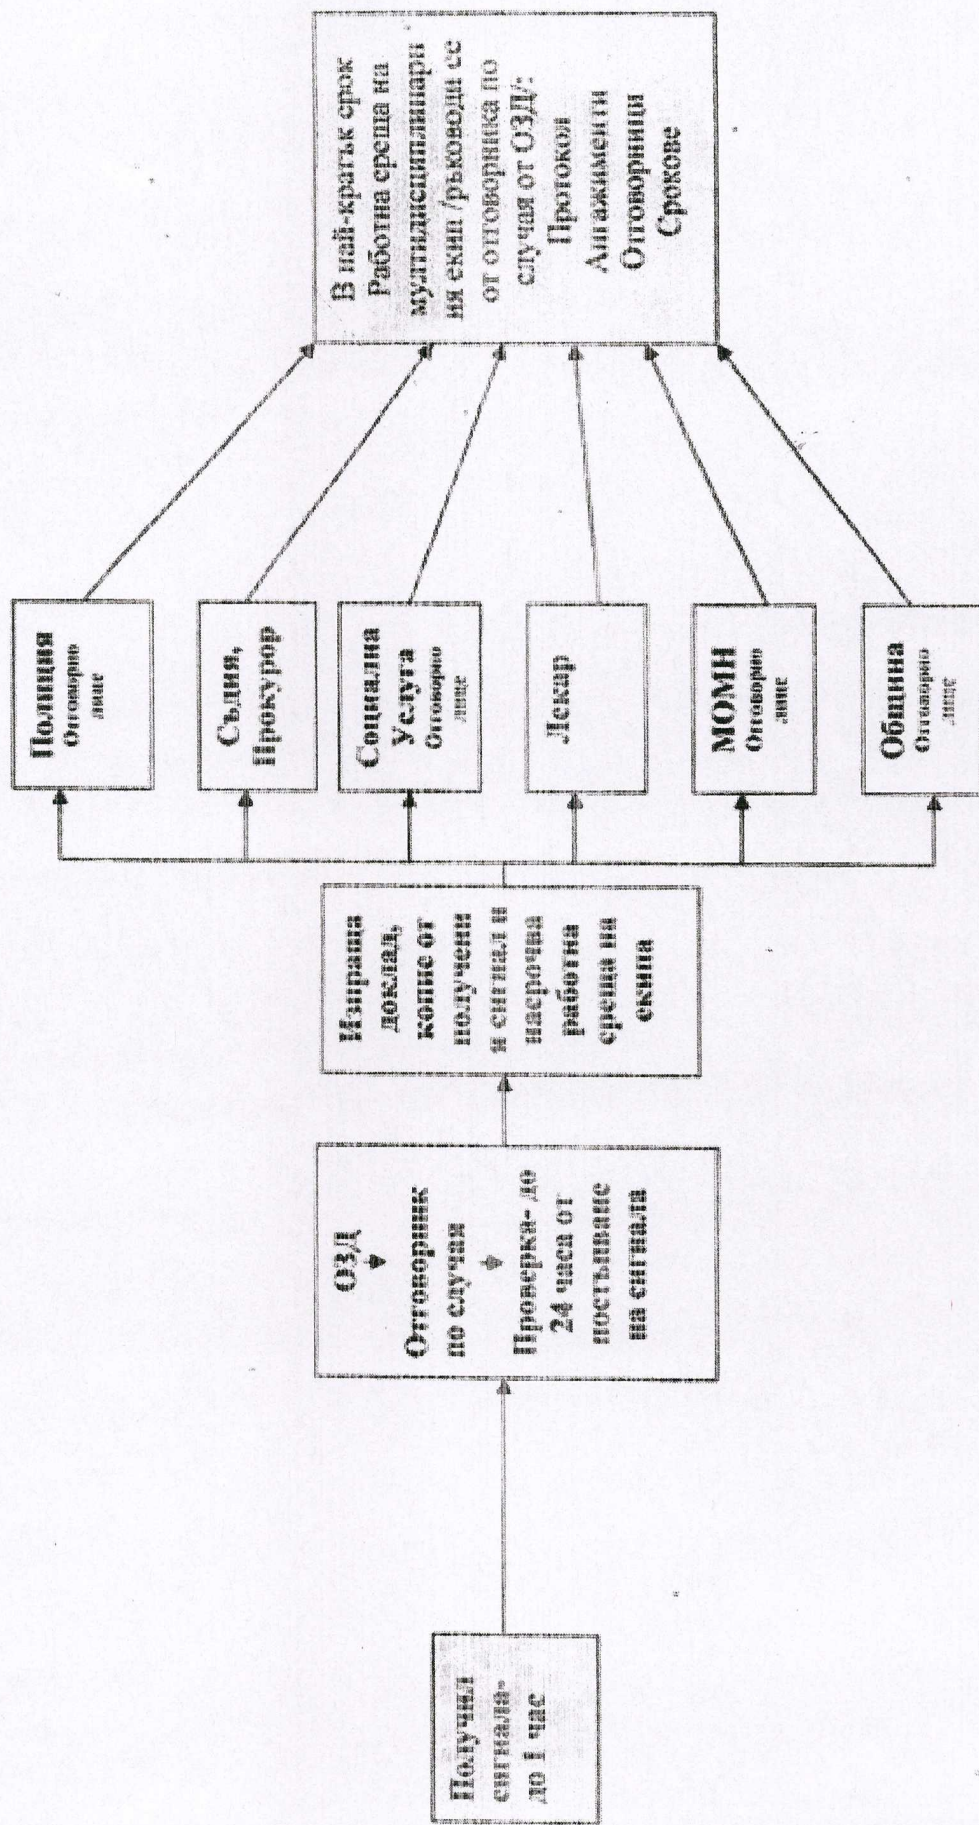 Получил
сигнала-
до 1 час
ОЗД
Отговорник
по случая
Проверка- до
24 часа от
постъпване
на сигнала
Изпраща
доклад,
копие от
получени
я сигнал и
насрочва
работна
среща на
екипа
Полиция
Отговорно
лице
Съдия,
Прокурор
Социална
Услуга
Отговорно
лице
Лекар
МОМН
Отговорно
лице
Община
Отговорно
лице
В най-кратък срок
Работна среща на
мултидисциплинарн
ия екип /ръководи се
от отговорника по
случая от ОЗД/:
Протокол
Ангажименти
Отговорници
Срокове